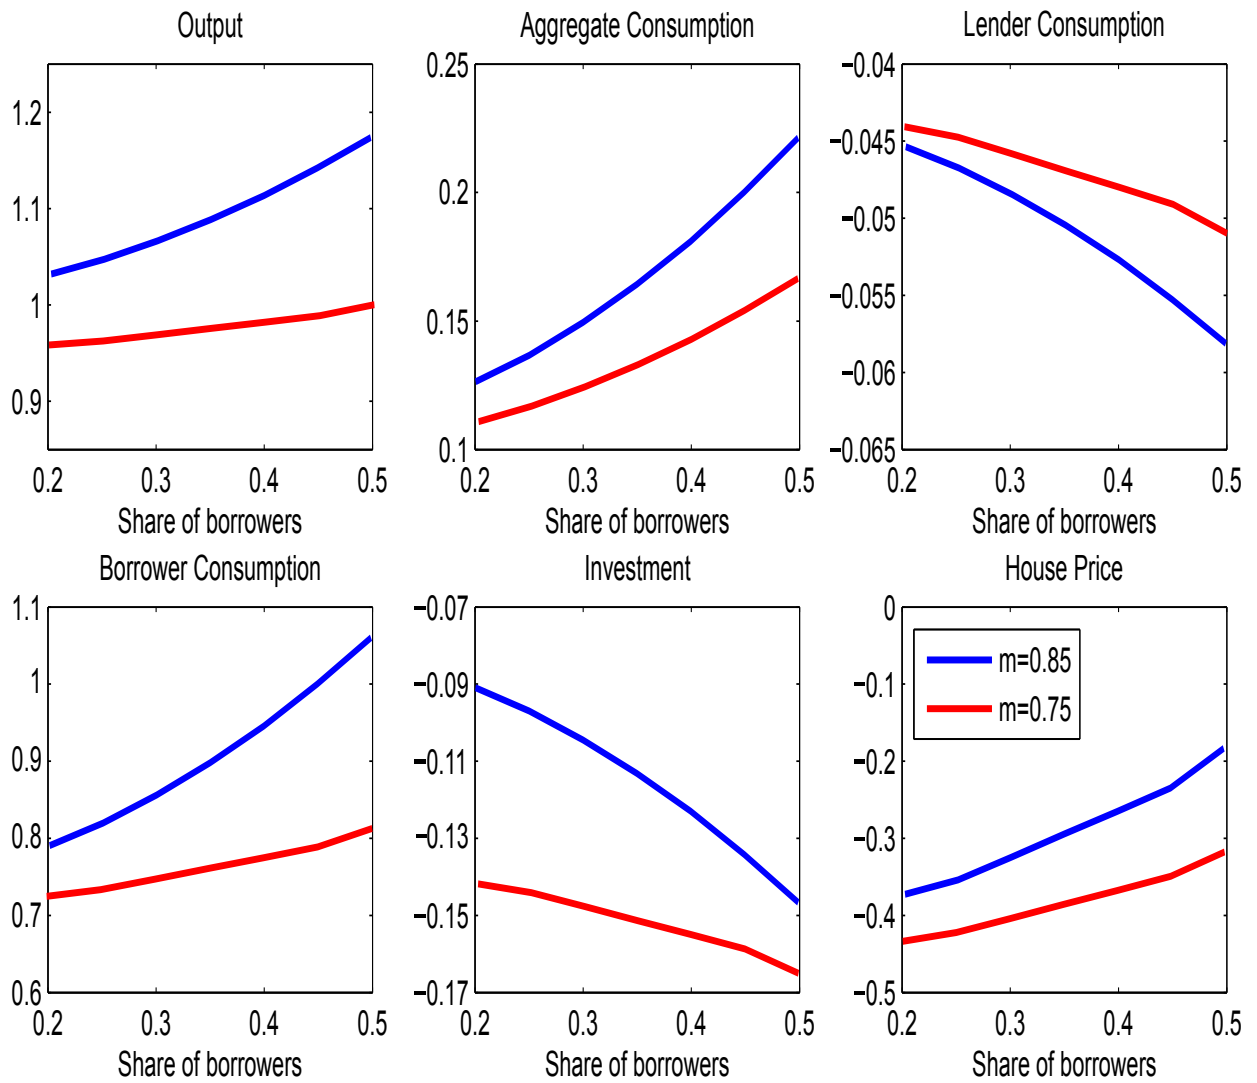 Output
Aggregate Consumption
Lender Consumption
1.2
1.1
1
0.9
0.2 0.3 0.4 0.5
Share of borrowers
0.25
0.2
0.15
0.1
0.2 0.3 0.4 0.5
Share of borrowers
−0.04
−0.045
−0.05
−0.055
−0.06
−0.065
0.2 0.3 0.4 0.5
Share of borrowers
Borrower Consumption
Investment
House Price
1.1
1
0.9
0.8
0.7
0.6
0.2 0.3 0.4 0.5
Share of borrowers
−0.07
−0.09
−0.11
−0.13
−0.15
−0.17
0.2 0.3 0.4 0.5
Share of borrowers
0
−0.1
−0.2
−0.3
−0.4
−0.5
m=0.85
m=0.75
0.2 0.3 0.4 0.5
Share of borrowers